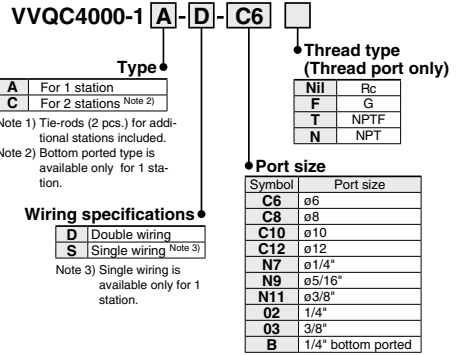 VVQC4000-1 A - D - C6
Type
A For 1 station
C For 2 stations Note 2)
Note 1) Tie-rods (2 pcs.) for addi-
tional stations included.
Note 2) Bottom ported type is
available only for 1 sta-
tion.
Wiring specifications
D Double wiring
S Single wiring Note 3)
Note 3) Single wiring is
available only for 1
station.
Thread type
(Thread port only)
Nil Rc
F G
T NPTF
N NPT
Port size
Symbol Port size
C6 ø6
C8 ø8
C10 ø10
C12 ø12
N7 ø1/4"
N9 ø5/16"
N11 ø3/8"
02 1/4"
03 3/8"
B 1/4" bottom ported